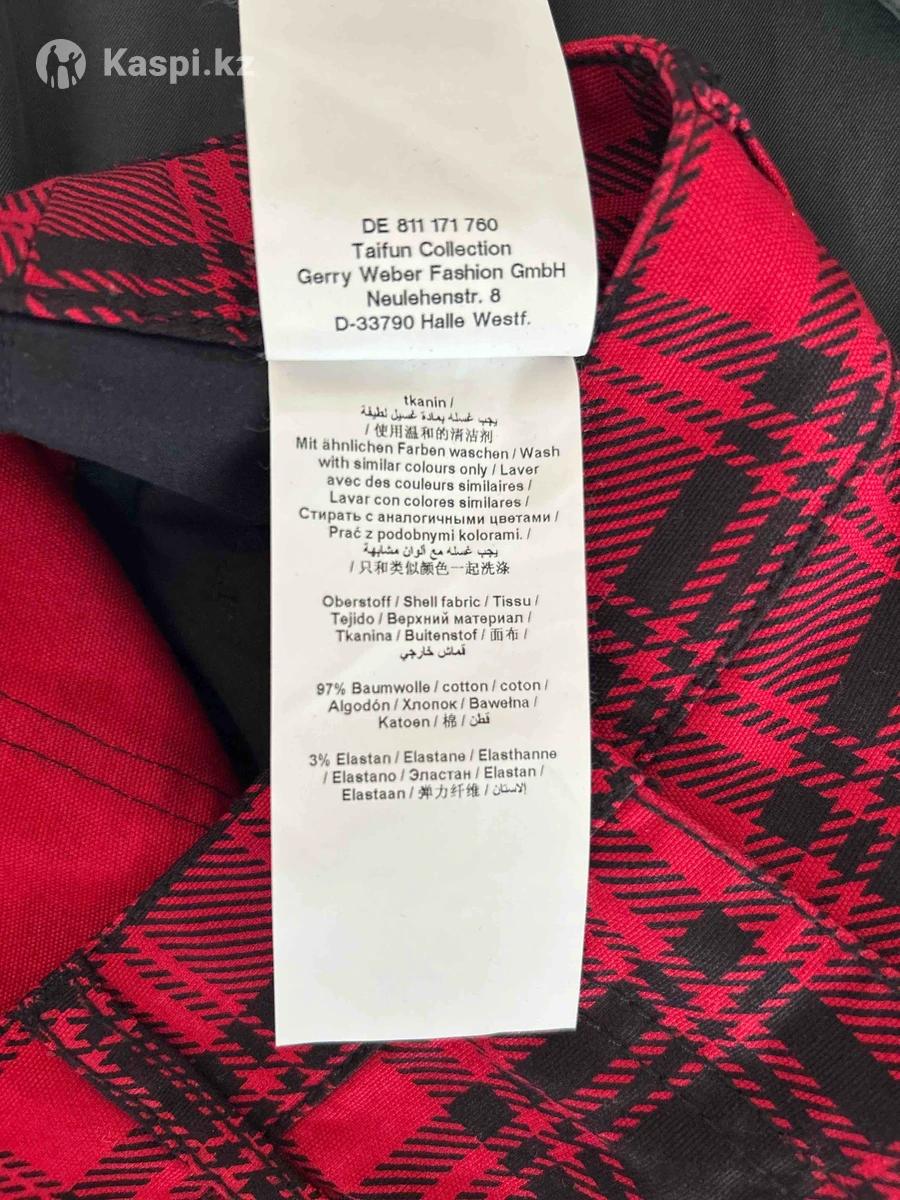 Kaspi.kz
DE 811 171 760
Taifun Collection
Gerry Weber Fashion GmbH
Neulehenstr. 8
D-33790 Halle Westf.
tkanin /
يجب غسله بمادة غسيل لطيفة
/ 使用温和的清洁剂
Mit ähnlichen Farben waschen / Wash
with similar colours only / Laver
avec des couleurs similaires /
Lavar con colores similares /
Стирать с аналогичными цветами /
Prać z podobnymi kolorami. /
يجب غسله مع ألوان مشابهة
/ 只和类似颜色一起洗涤
Oberstoff / Shell fabric / Tissu /
Tejido / Верхний материал /
Tkanina / Buitenstof / 面布 /
قماش خارجي
97% Baumwolle / cotton / coton /
Algodón / Хлопок / Bawełna /
Katoen / 棉 / قطن
3% Elastan / Elastane / Elasthanne
/ Elastano / Эластан / Elastan /
Elastaan / 弹力纤维 / الاستان